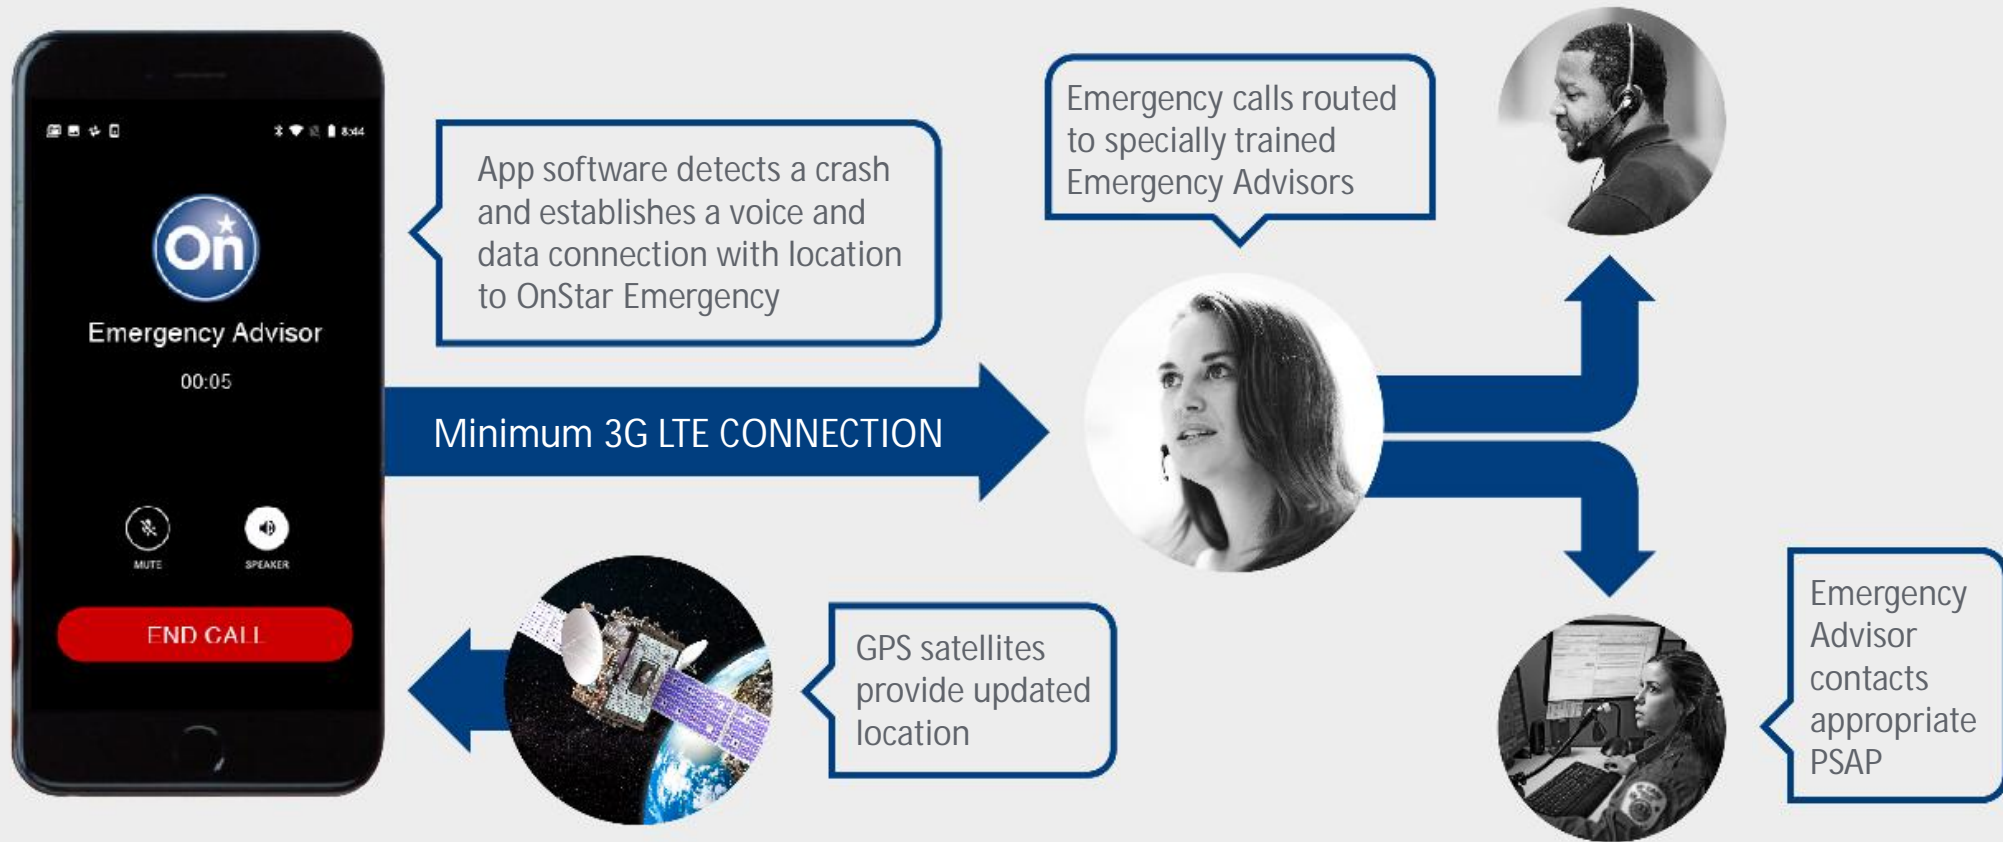 8:44
On
Emergency Advisor
00:05
MUTE
SPEAKER
END CALL
App software detects a crash
and establishes a voice and
data connection with location
to OnStar Emergency
Minimum 3G LTE CONNECTION
GPS satellites
provide updated
location
Emergency calls routed
to specially trained
Emergency Advisors
Emergency
Advisor
contacts
appropriate
PSAP